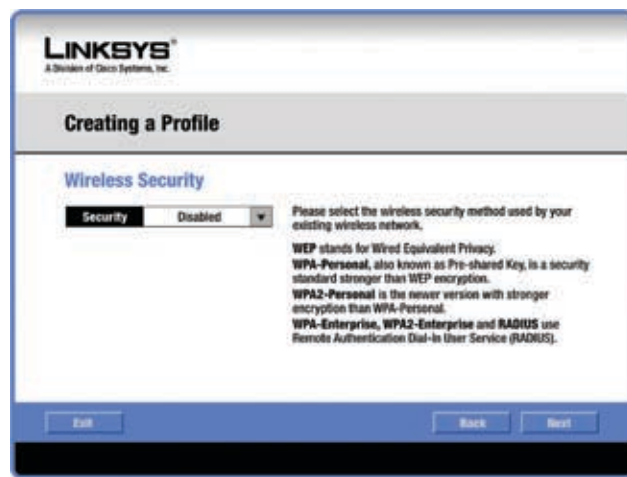 LINKSYS®
A Division of Cisco Systems, Inc.
Creating a Profile
Wireless Security
Security Disabled
Please select the wireless security method used by your
existing wireless network.
WEP stands for Wired Equivalent Privacy.
WPA-Personal, also known as Pre-shared Key, is a security
standard stronger than WEP encryption.
WPA2-Personal is the newer version with stronger
encryption than WPA-Personal.
WPA-Enterprise, WPA2-Enterprise and RADIUS use
Remote Authentication Dial-In User Service (RADIUS).
Exit Back Next